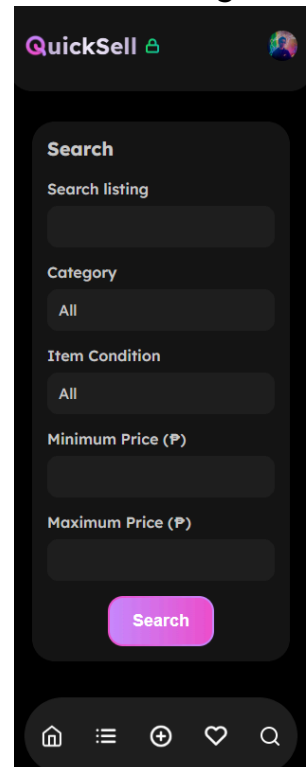 QuickSell
Search
Search listing
Category
All
Item Condition
All
Minimum Price (₱)
Maximum Price (₱)
Search